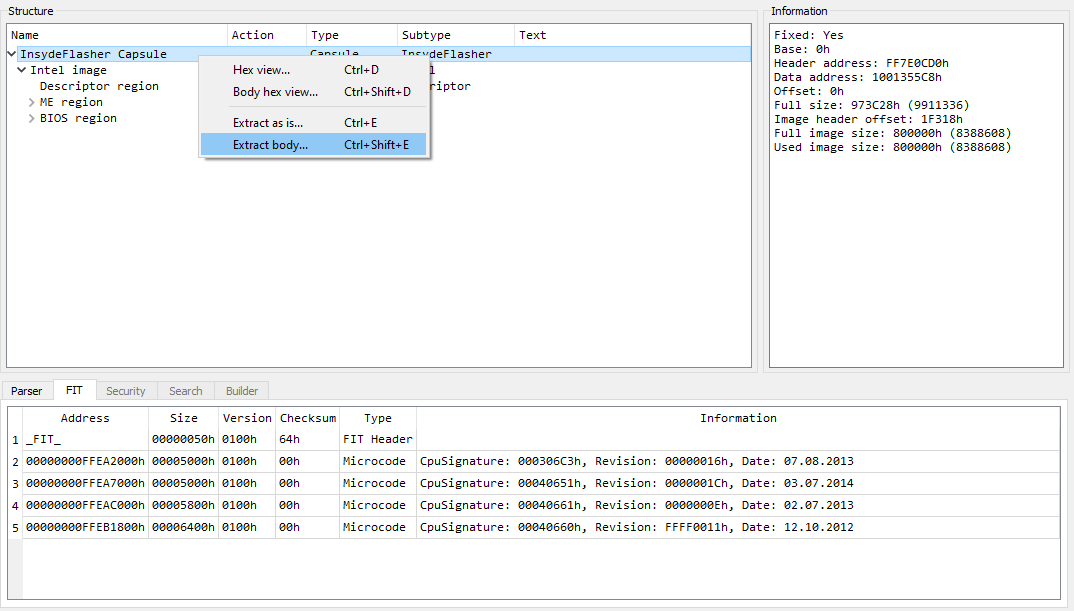 Structure
Name Action Type Subtype Text
InsydeFlasher Capsule Capsule InsydeFlasher
Intel image
Descriptor region
ME region
BIOS region
Hex view... Ctrl+D
Body hex view... Ctrl+Shift+D
Extract as is... Ctrl+E
Extract body... Ctrl+Shift+E
Information
Fixed: Yes
Base: 0h
Header address: FF7E0CD0h
Data address: 1001355C8h
Offset: 0h
Full size: 973C28h (9911336)
Image header offset: 1F318h
Full image size: 800000h (8388608)
Used image size: 800000h (8388608)
Parser FIT Security Search Builder
Address Size Version Checksum Type Information
1 _FIT_ 00000050h 0100h 64h FIT Header
2 00000000FFEA2000h 00005000h 0100h 00h Microcode CpuSignature: 000306C3h, Revision: 00000016h, Date: 07.08.2013
3 00000000FFEA7000h 00005000h 0100h 00h Microcode CpuSignature: 00040651h, Revision: 0000001Ch, Date: 03.07.2014
4 00000000FFEAC000h 00005800h 0100h 00h Microcode CpuSignature: 00040661h, Revision: 0000000Eh, Date: 02.07.2013
5 00000000FFEB1800h 00006400h 0100h 00h Microcode CpuSignature: 00040660h, Revision: FFFF0011h, Date: 12.10.2012